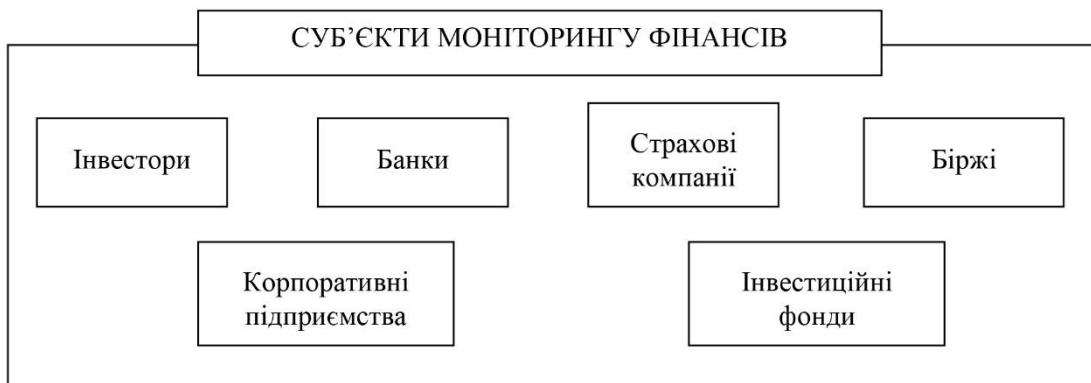 СУБ’ЄКТИ МОНІТОРИНГУ ФІНАНСІВ
Інвестори
Банки
Страхові
компанії
Біржі
Корпоративні
підприємства
Інвестиційні
фонди